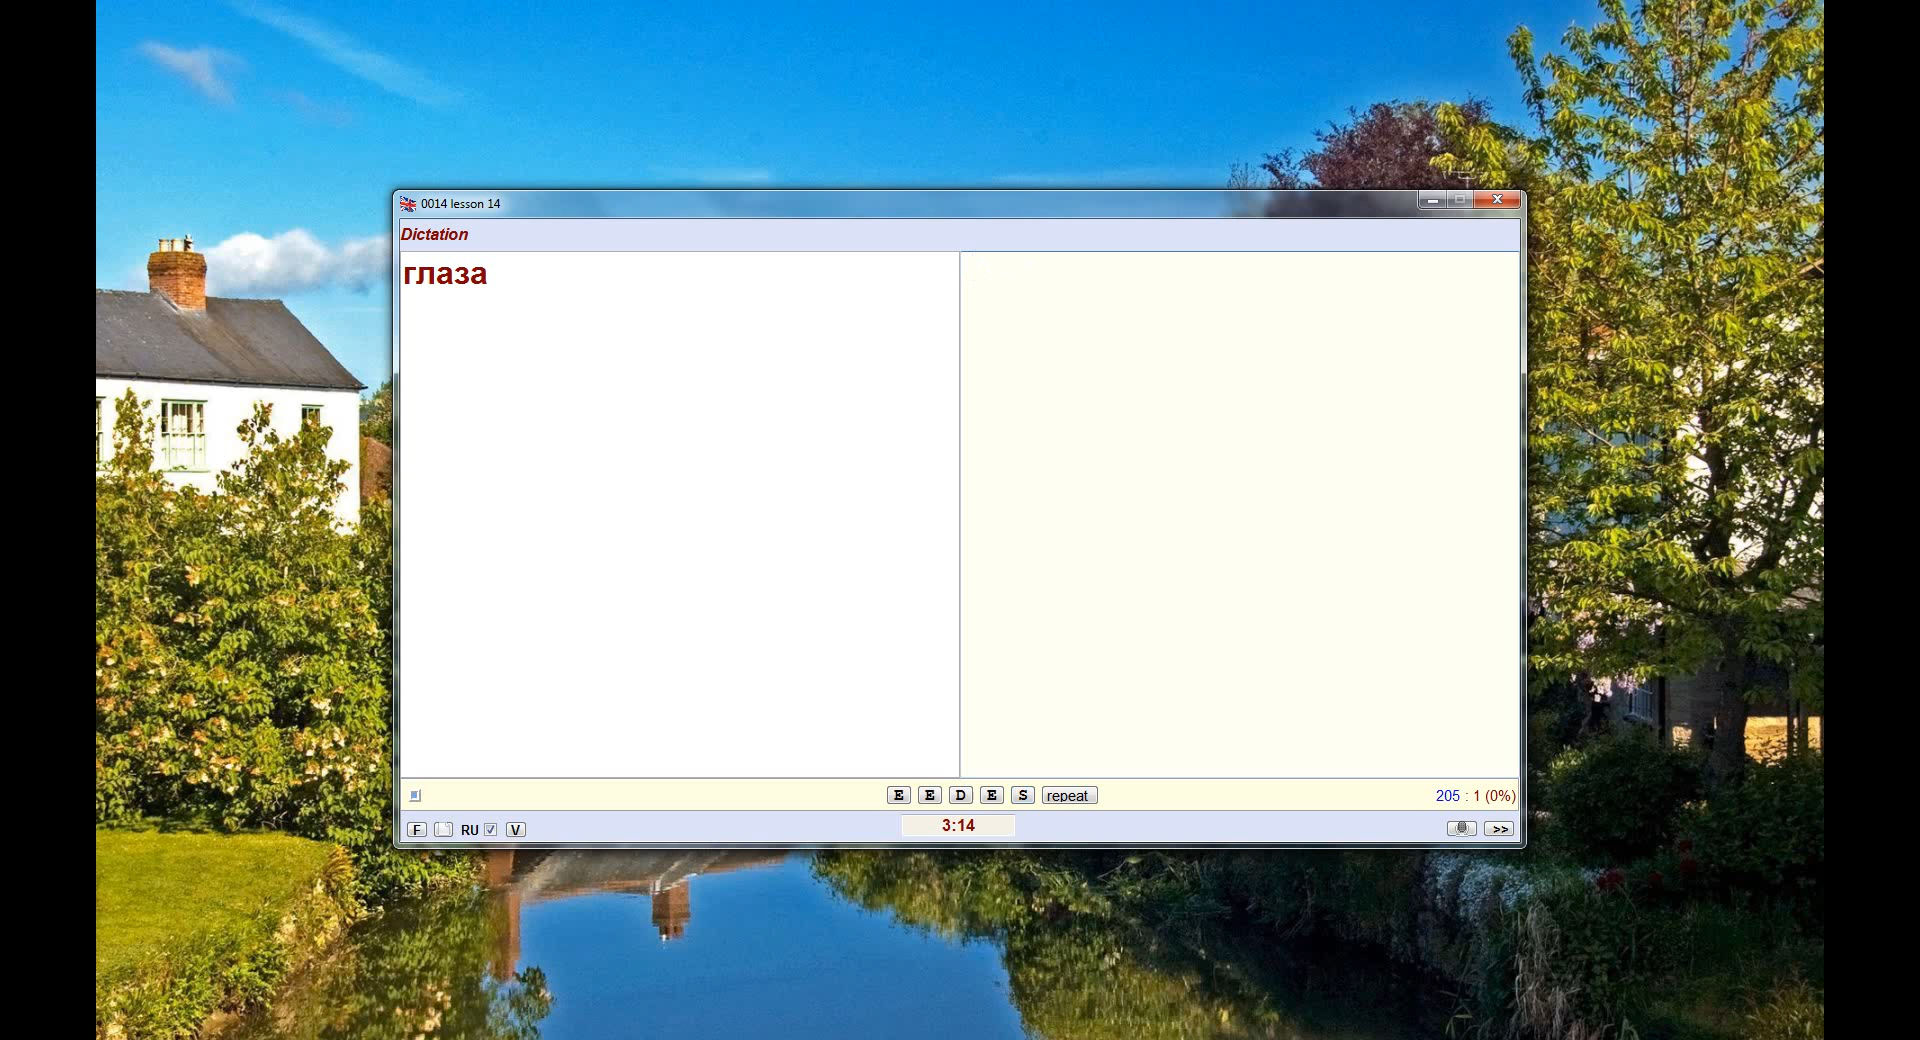 0014 lesson 14
Dictation
глаза
E E D E S repeat
205 : 1 (0%)
F RU V
3:14
>>